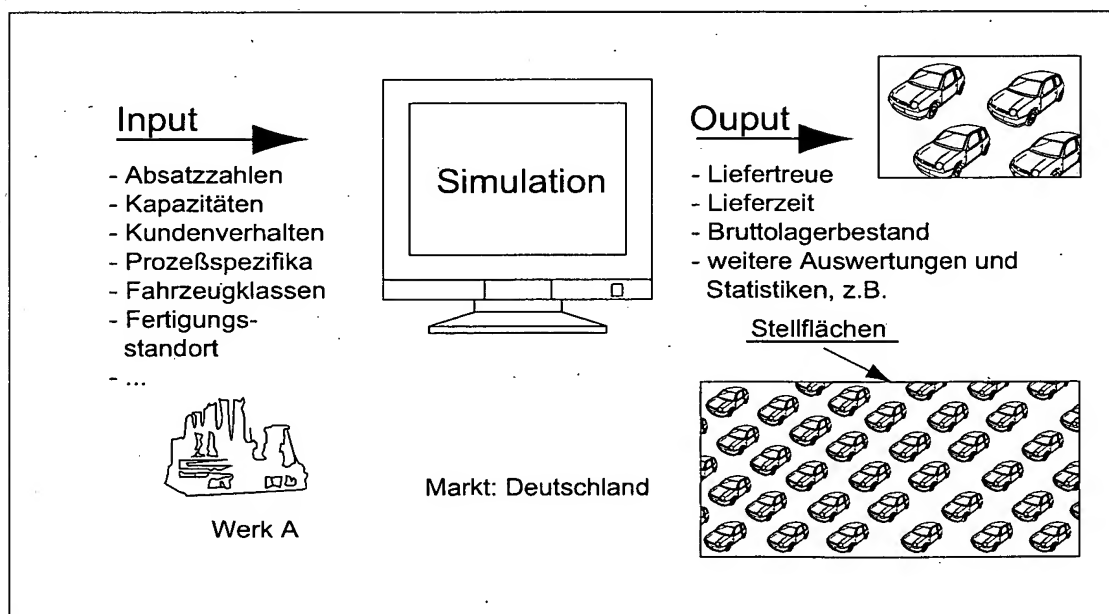 Input
- Absatzzahlen
- Kapazitäten
- Kundenverhalten
- Prozeßspezifika
- Fahrzeugklassen
- Fertigungs-
standort
- ...
Werk A
Simulation
Markt: Deutschland
Ouput
- Liefertreue
- Lieferzeit
- Bruttolagerbestand
- weitere Auswertungen und
Statistiken, z.B.
Stellflächen